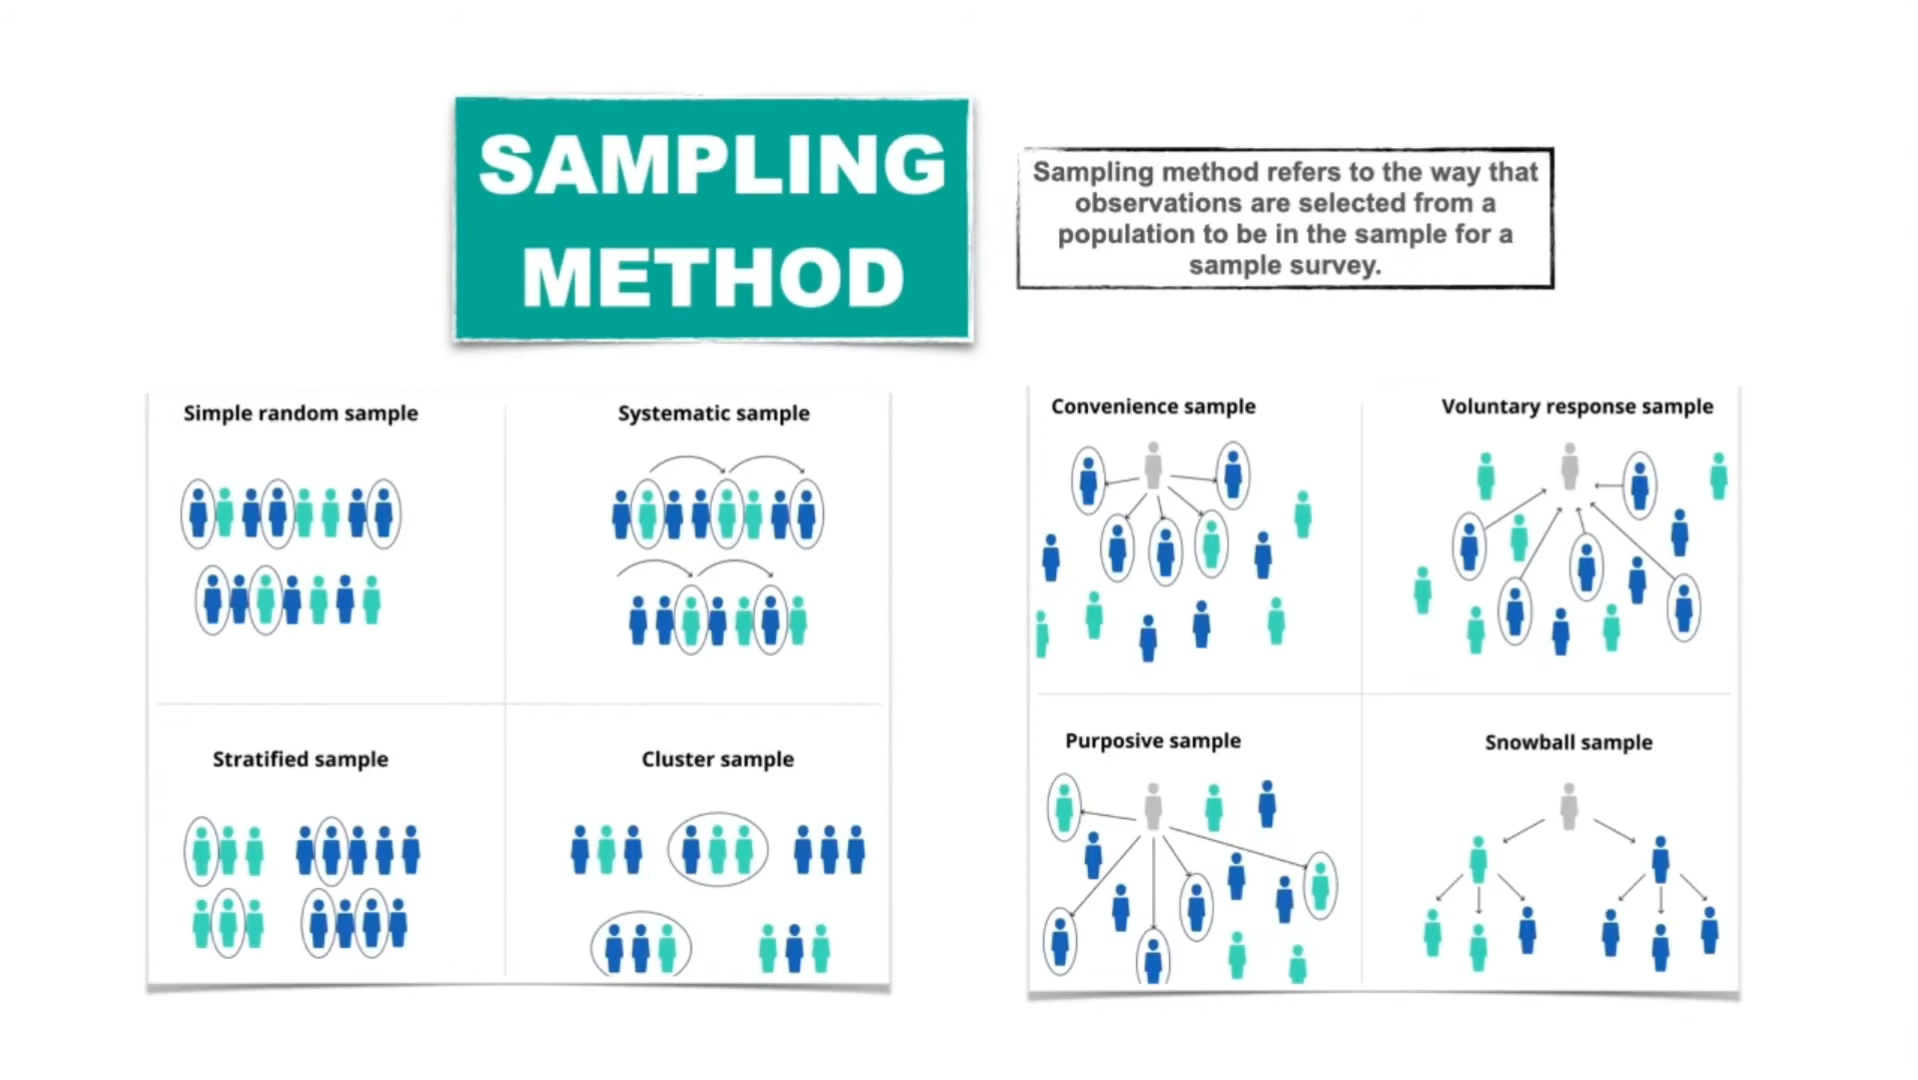 SAMPLING
METHOD
Sampling method refers to the way that
observations are selected from a
population to be in the sample for a
sample survey.
Simple random sample
Systematic sample
Stratified sample
Cluster sample
Convenience sample
Voluntary response sample
Purposive sample
Snowball sample